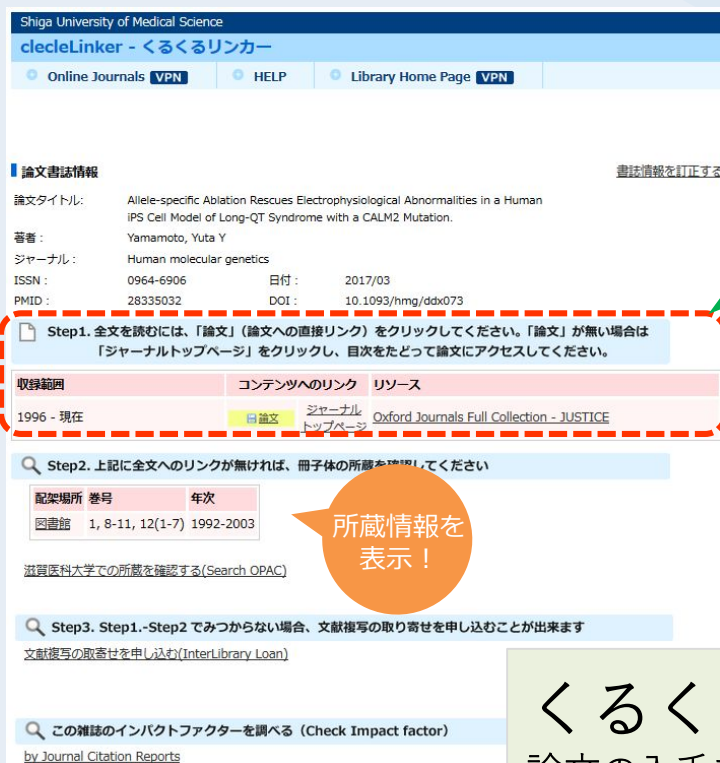 Shiga University of Medical Science
clecleLinker - くるくるリンカー
Online Journals VPN HELP Library Home Page VPN
論文書誌情報 書誌情報を訂正する
論文タイトル: Allele-specific Ablation Rescues Electrophysiological Abnormalities in a Human
iPS Cell Model of Long-QT Syndrome with a CALM2 Mutation.
著者 : Yamamoto, Yuta Y
ジャーナル : Human molecular genetics
ISSN : 0964-6906 日付 : 2017/03
PMID : 28335032 DOI : 10.1093/hmg/ddx073
Step1. 全文を読むには、「論文」(論文への直接リンク) をクリックしてください。「論文」が無い場合は
「ジャーナルトップページ」をクリックし、目次をたどって論文にアクセスしてください。
収録範囲 コンテンツへのリンク リソース
1996 - 現在 論文 ジャーナル
トップページ Oxford Journals Full Collection - JUSTICE
Step2. 上記に全文へのリンクが無ければ、冊子体の所蔵を確認してください
配架場所 巻号 年次
図書館 1, 8-11, 12(1-7) 1992-2003
所蔵情報を
表示！
滋賀医科大学での所蔵を確認する(Search OPAC)
Step3. Step1.-Step2 でみつからない場合、文献複写の取り寄せを申し込むことが出来ます
文献複写の取寄せを申し込む(InterLibrary Loan)
くるく
この雑誌のインパクトファクターを調べる (Check Impact factor)
by Journal Citation Reports